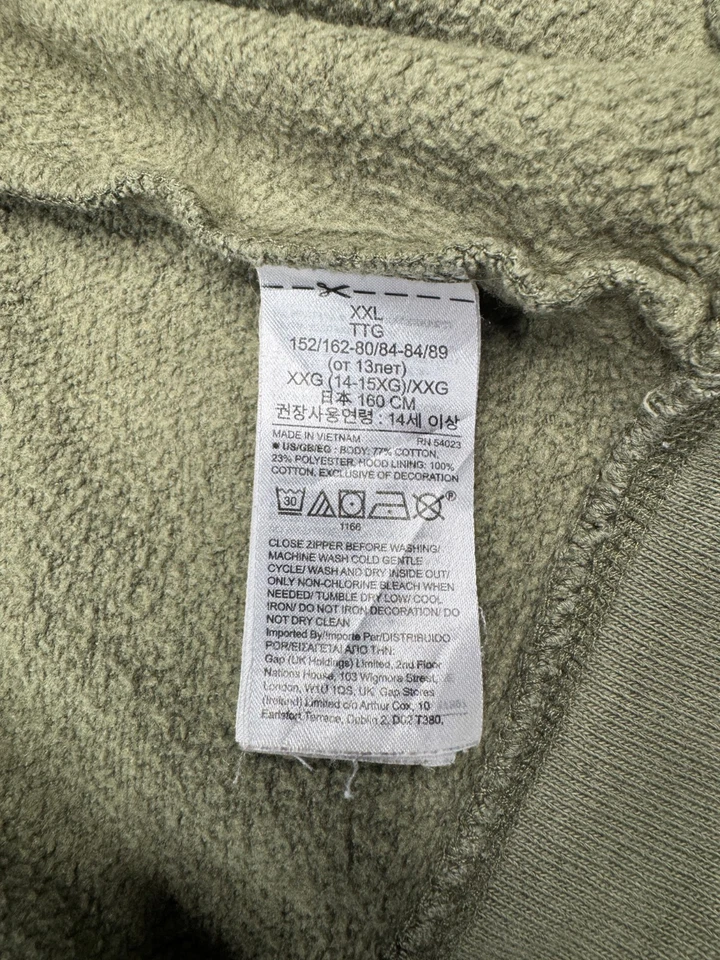 XXL
TTG
152/162-80/84-84/89
(от 13лет)
XXG (14-15XG)/XXG
日本 160 CM
권장사용연령 : 14세 이상
MADE IN VIETNAM RN 54023
US/GB/EG : BODY: 77% COTTON,
23% POLYESTER, HOOD LINING: 100%
COTTON, EXCLUSIVE OF DECORATION
30 ®
1166
CLOSE ZIPPER BEFORE WASHING/
MACHINE WASH COLD GENTLE
CYCLE/ WASH AND DRY INSIDE OUT/
ONLY NON-CHLORINE BLEACH WHEN
NEEDED/ TUMBLE DRY LOW/ COOL
IRON/ DO NOT IRON DECORATION/ DO
NOT DRY CLEAN
Imported By/Importe Par/DISTRIBUIDO
POR/ΕΙΣΑΓΕΤΑΙ ΑΠΟ ΤΗΝ:
Gap (UK Holdings) Limited, 2nd Floor
Nations House, 103 Wigmore Street,
London, W1U 1QS, UK. Gap Stores
(Ireland) Limited c/o Arthur Cox, 10
Earlsfort Terrace, Dublin 2, D02 T380,